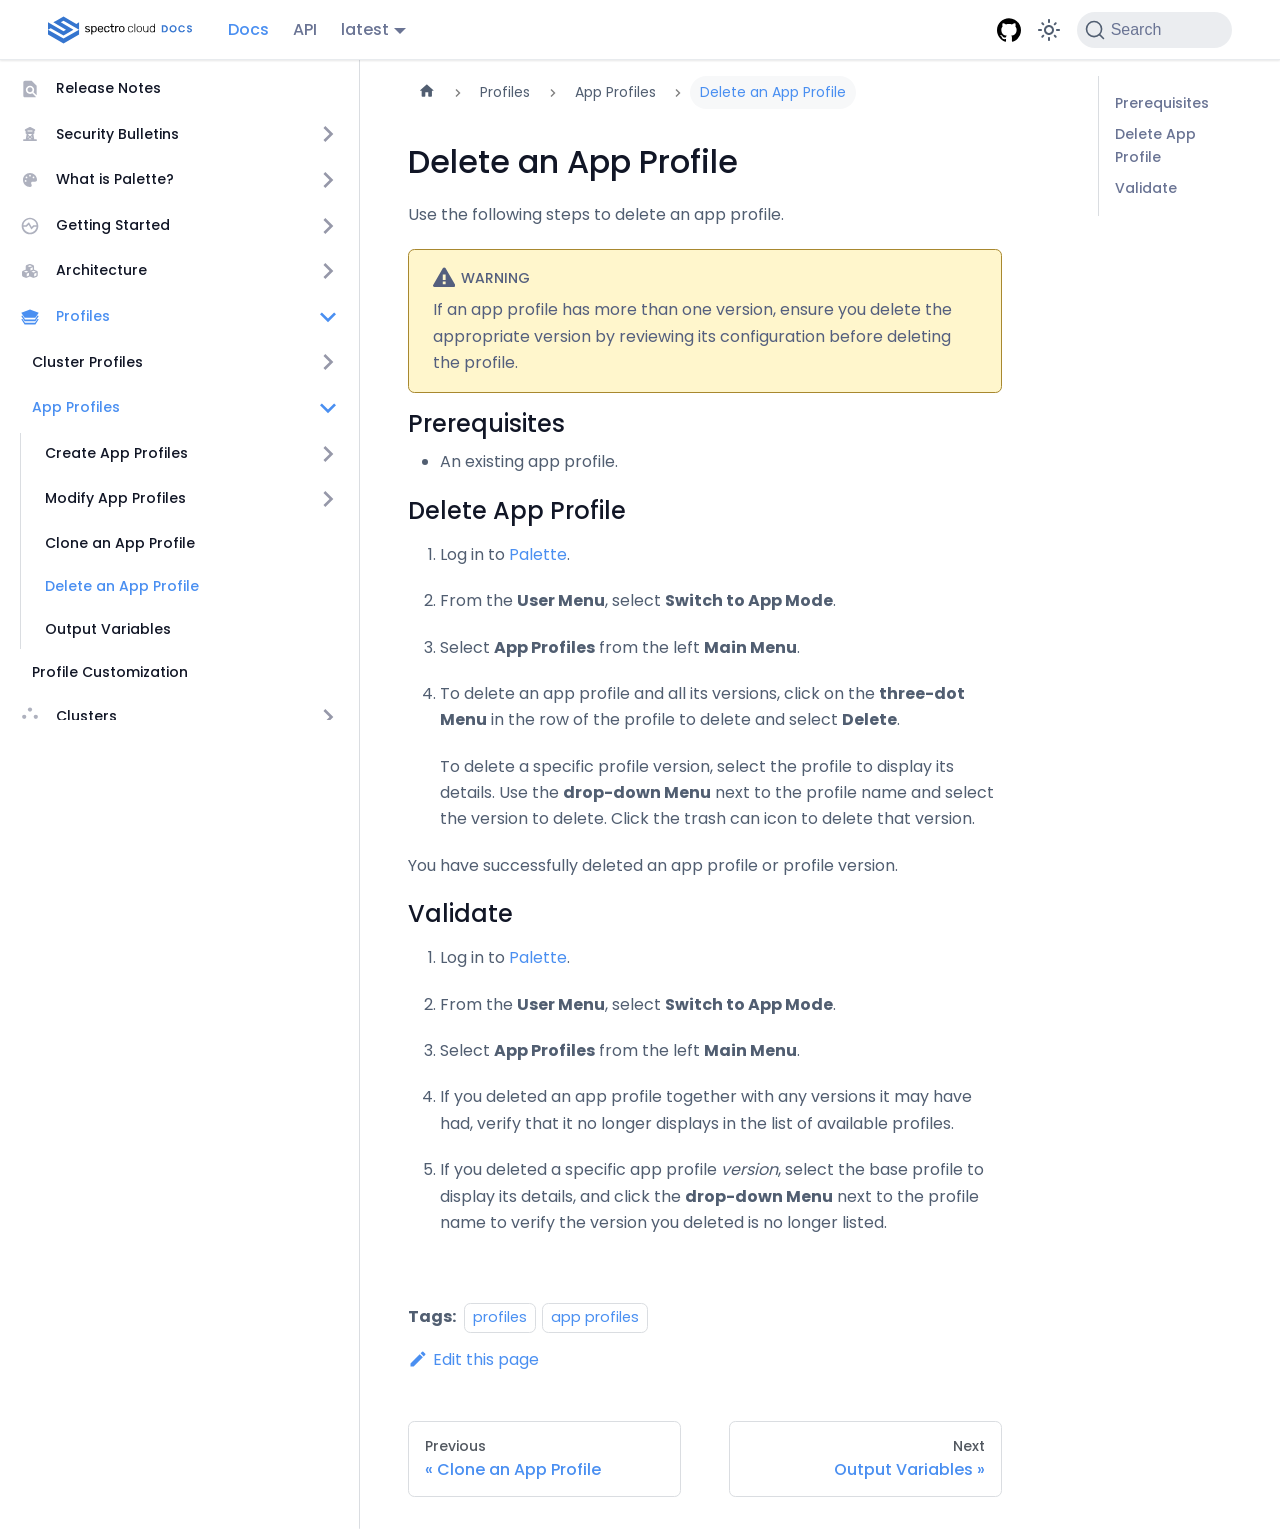 spectro cloud DOCS Docs API latest Search
Release Notes
Security Bulletins
What is Palette?
Getting Started
Architecture
Profiles
Cluster Profiles
App Profiles
Create App Profiles
Modify App Profiles
Clone an App Profile
Delete an App Profile
Output Variables
Profile Customization
Clusters
Profiles App Profiles Delete an App Profile
Delete an App Profile
Use the following steps to delete an app profile.
WARNING
If an app profile has more than one version, ensure you delete the
appropriate version by reviewing its configuration before deleting
the profile.
Prerequisites
• An existing app profile.
Delete App Profile
1. Log in to Palette.
2. From the User Menu, select Switch to App Mode.
3. Select App Profiles from the left Main Menu.
4. To delete an app profile and all its versions, click on the three-dot
Menu in the row of the profile to delete and select Delete.
To delete a specific profile version, select the profile to display its
details. Use the drop-down Menu next to the profile name and select
the version to delete. Click the trash can icon to delete that version.
You have successfully deleted an app profile or profile version.
Validate
1. Log in to Palette.
2. From the User Menu, select Switch to App Mode.
3. Select App Profiles from the left Main Menu.
4. If you deleted an app profile together with any versions it may have
had, verify that it no longer displays in the list of available profiles.
5. If you deleted a specific app profile version, select the base profile to
display its details, and click the drop-down Menu next to the profile
name to verify the version you deleted is no longer listed.
Tags: profiles app profiles
Edit this page
Previous
« Clone an App Profile
Next
Output Variables »
Prerequisites
Delete App
Profile
Validate